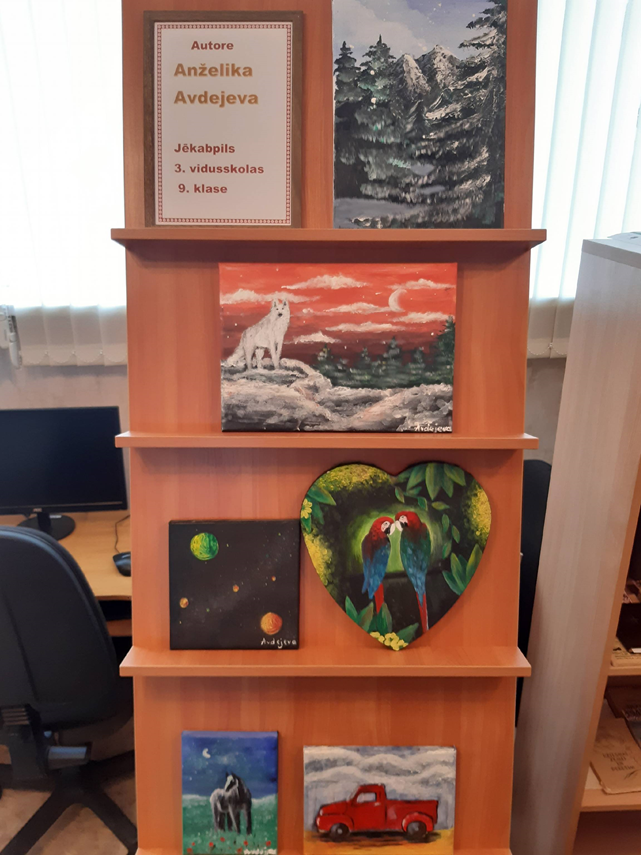 Autore
Anželika
Avdejeva
Jēkabpils
3. vidusskolas
9. klase
Avdejeva
Avdejeva